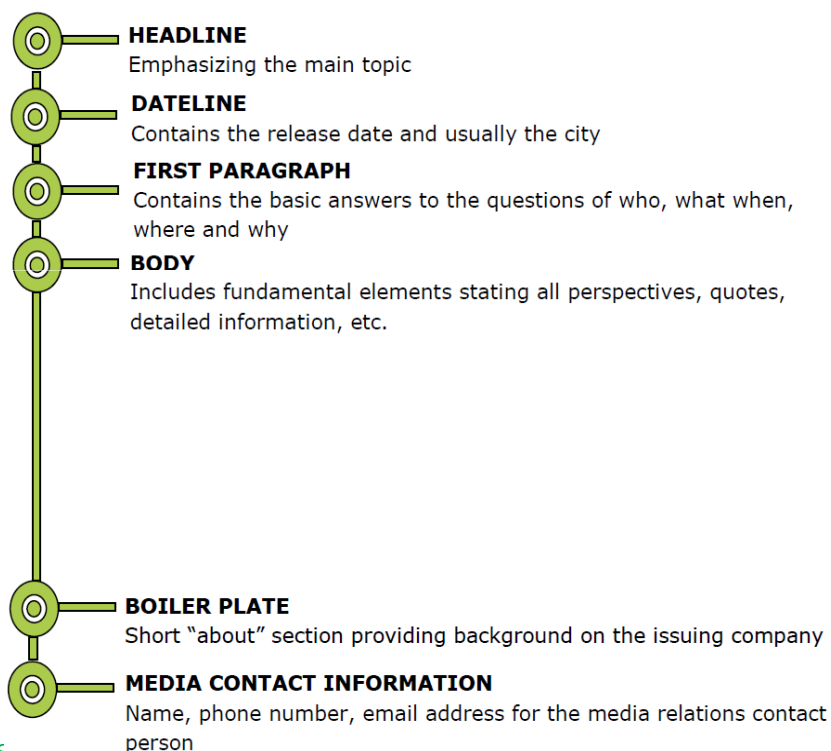 HEADLINE
Emphasizing the main topic
DATELINE
Contains the release date and usually the city
FIRST PARAGRAPH
Contains the basic answers to the questions of who, what when,
where and why
BODY
Includes fundamental elements stating all perspectives, quotes,
detailed information, etc.
BOILER PLATE
Short “about” section providing background on the issuing company
MEDIA CONTACT INFORMATION
Name, phone number, email address for the media relations contact
person